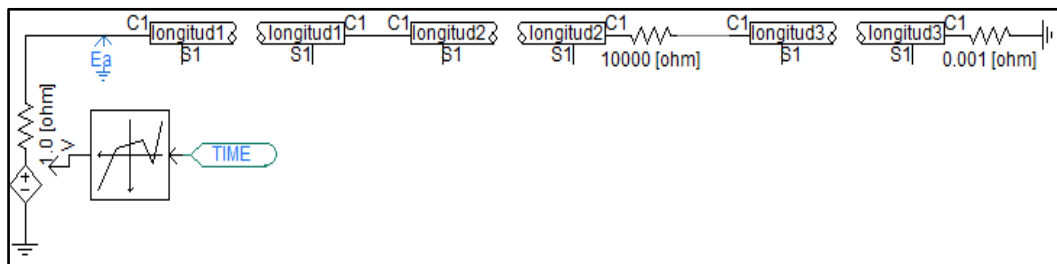 C1 longitud1 longitud1 C1 C1 longitud2 longitud2 C1 C1 longitud3 longitud3 C1
S1 S1 S1 S1 S1 S1
10000 [ohm] 0.001 [ohm]
Ea
1.0 [ohm]
V
TIME
+
-